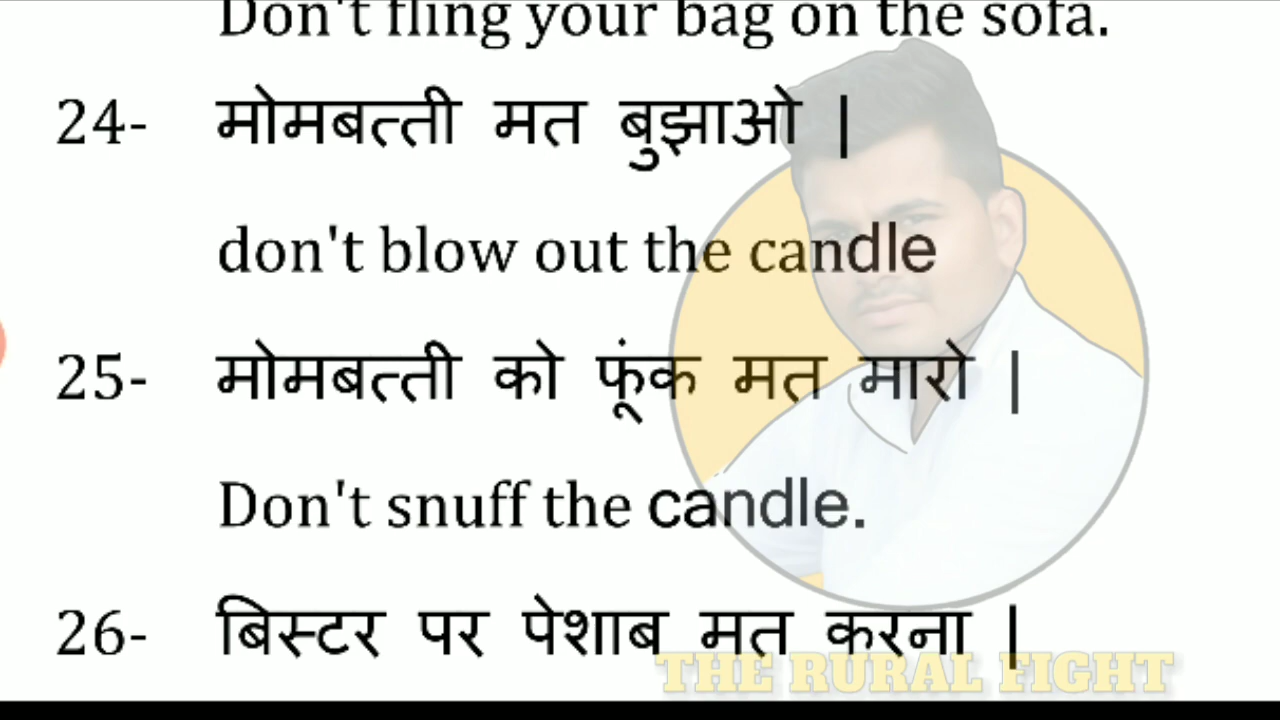 Don't fling your bag on the sofa.
24- मोमबत्ती मत बुझाओ |
don't blow out the candle
25- मोमबत्ती को फूंक मत मारो |
Don't snuff the candle.
26- बिस्टर पर पेशाब मत करना |
THE RURAL FIGHT